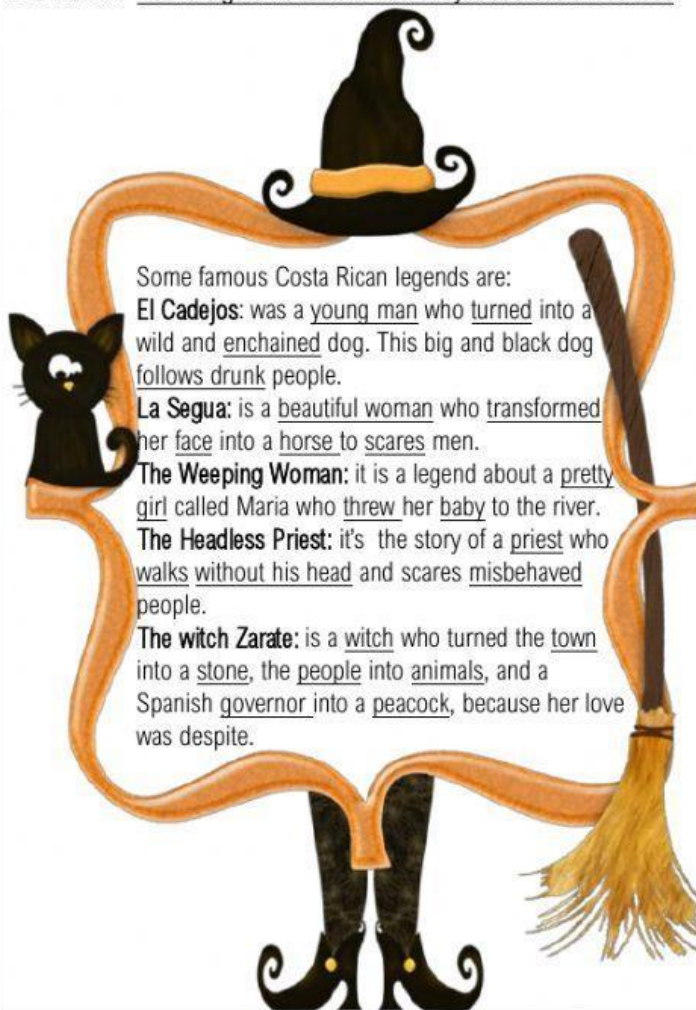 Some famous Costa Rican legends are:
El Cadejos: was a young man who turned into a
wild and enchained dog. This big and black dog
follows drunk people.
La Segua: is a beautiful woman who transformed
her face into a horse to scares men.
The Weeping Woman: it is a legend about a pretty
girl called Maria who threw her baby to the river.
The Headless Priest: it's the story of a priest who
walks without his head and scares misbehaved
people.
The witch Zarate: is a witch who turned the town
into a stone, the people into animals, and a
Spanish governor into a peacock, because her love
was despite.